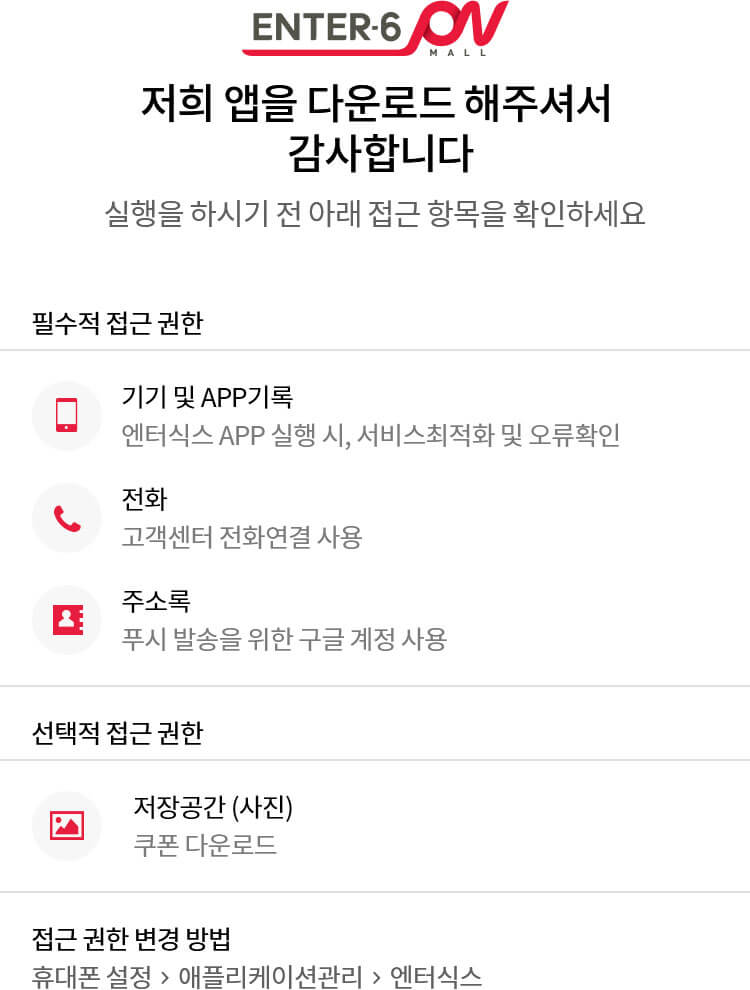 ENTER-6 ON
MALL
저희 앱을 다운로드 해주셔서
감사합니다
실행을 하시기 전 아래 접근 항목을 확인하세요
필수적 접근 권한
기기 및 APP기록
엔터식스 APP 실행 시, 서비스최적화 및 오류확인
전화
고객센터 전화연결 사용
주소록
푸시 발송을 위한 구글 계정 사용
선택적 접근 권한
저장공간 (사진)
쿠폰 다운로드
접근 권한 변경 방법
휴대폰 설정 > 애플리케이션관리 > 엔터식스